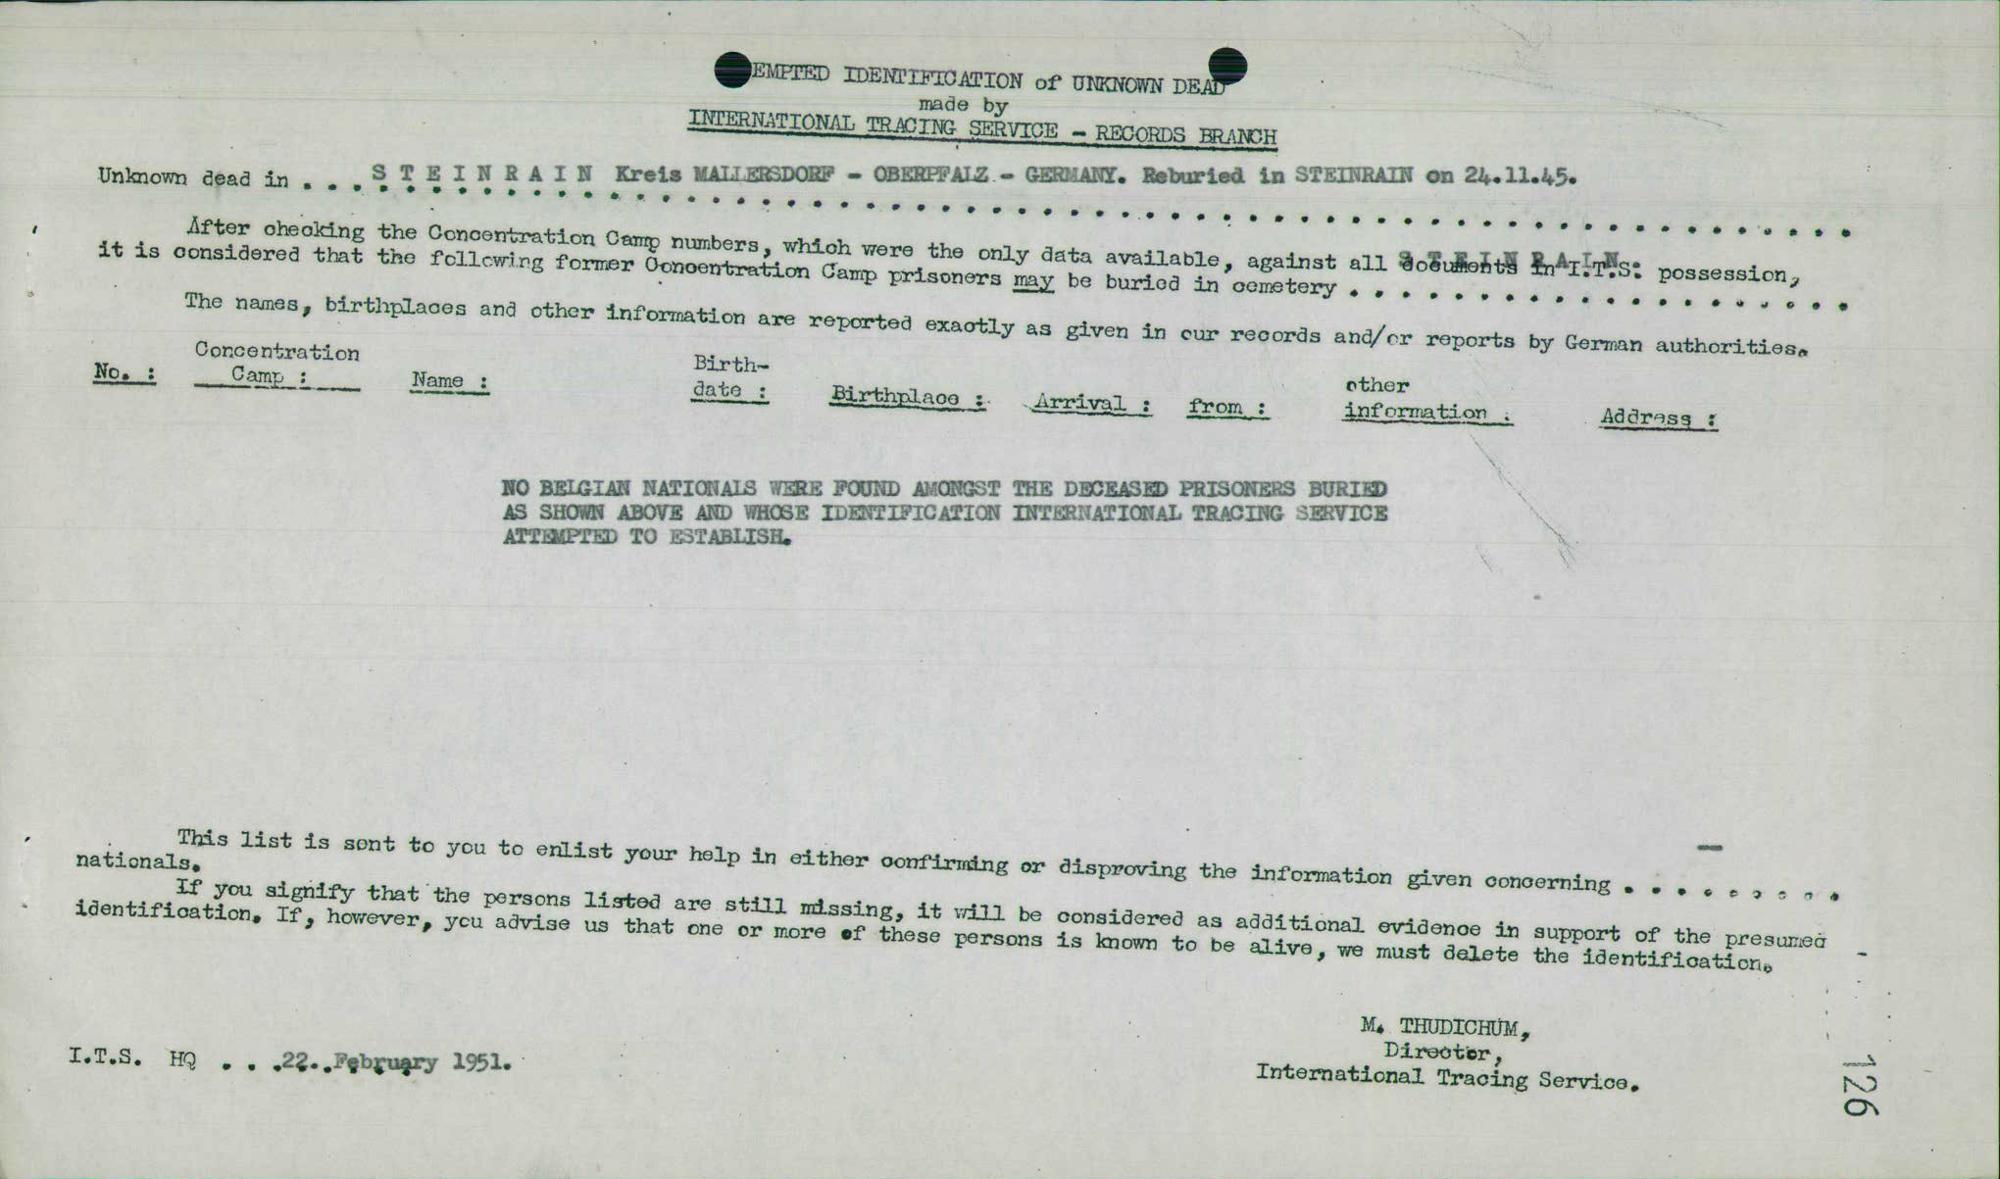 EMPTED IDENTIFICATION of UNKNOWN DEAD
made by
INTERNATIONAL TRACING SERVICE - RECORDS BRANCH
Unknown dead in . . . S T E I N R A I N Kreis MALLERSDORF - OBERPFALZ - GERMANY. Reburied in STEINRAIN on 24.11.45.
After checking the Concentration Camp numbers, which were the only data available, against all documents in I.T.S. possession,
it is considered that the following former Concentration Camp prisoners may be buried in cemetery . . . . . . . . . . . . . . . . . . . .
S T E I N R A I N :
The names, birthplaces and other information are reported exactly as given in our records and/or reports by German authorities.
No. : Concentration Camp : Name : Birth-date : Birthplace : Arrival : from : other information : Address :
NO BELGIAN NATIONALS WERE FOUND AMONGST THE DECEASED PRISONERS BURIED
AS SHOWN ABOVE AND WHOSE IDENTIFICATION INTERNATIONAL TRACING SERVICE
ATTEMPTED TO ESTABLISH.
This list is sent to you to enlist your help in either confirming or disproving the information given concerning . . . . . . . . .
nationals.
If you signify that the persons listed are still missing, it will be considered as additional evidence in support of the presumed
identification. If, however, you advise us that one or more of these persons is known to be alive, we must delete the identification.
M. THUDICHUM,
Director,
International Tracing Service.
I.T.S. HQ . . .22. February 1951.
126